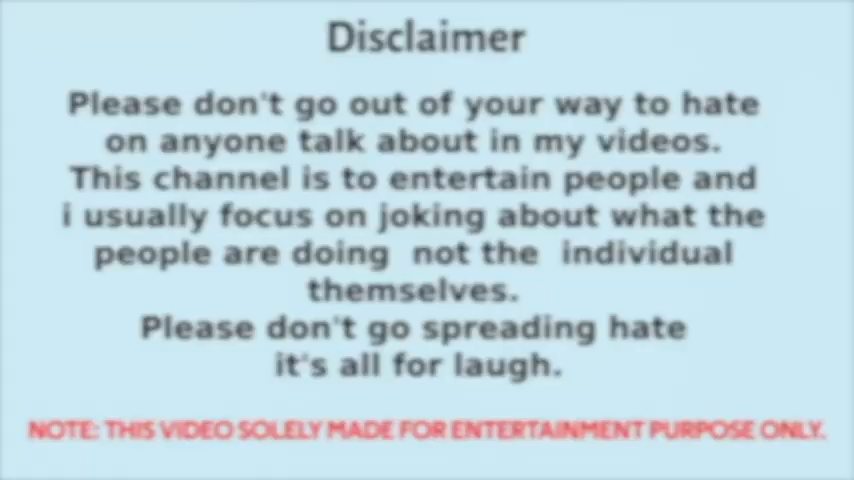 Disclaimer
Please don't go out of your way to hate
on anyone talk about in my videos.
This channel is to entertain people and
i usually focus on joking about what the
people are doing not the individual
themselves.
Please don't go spreading hate
it's all for laugh.
NOTE: THIS VIDEO SOLELY MADE FOR ENTERTAINMENT PURPOSE ONLY.